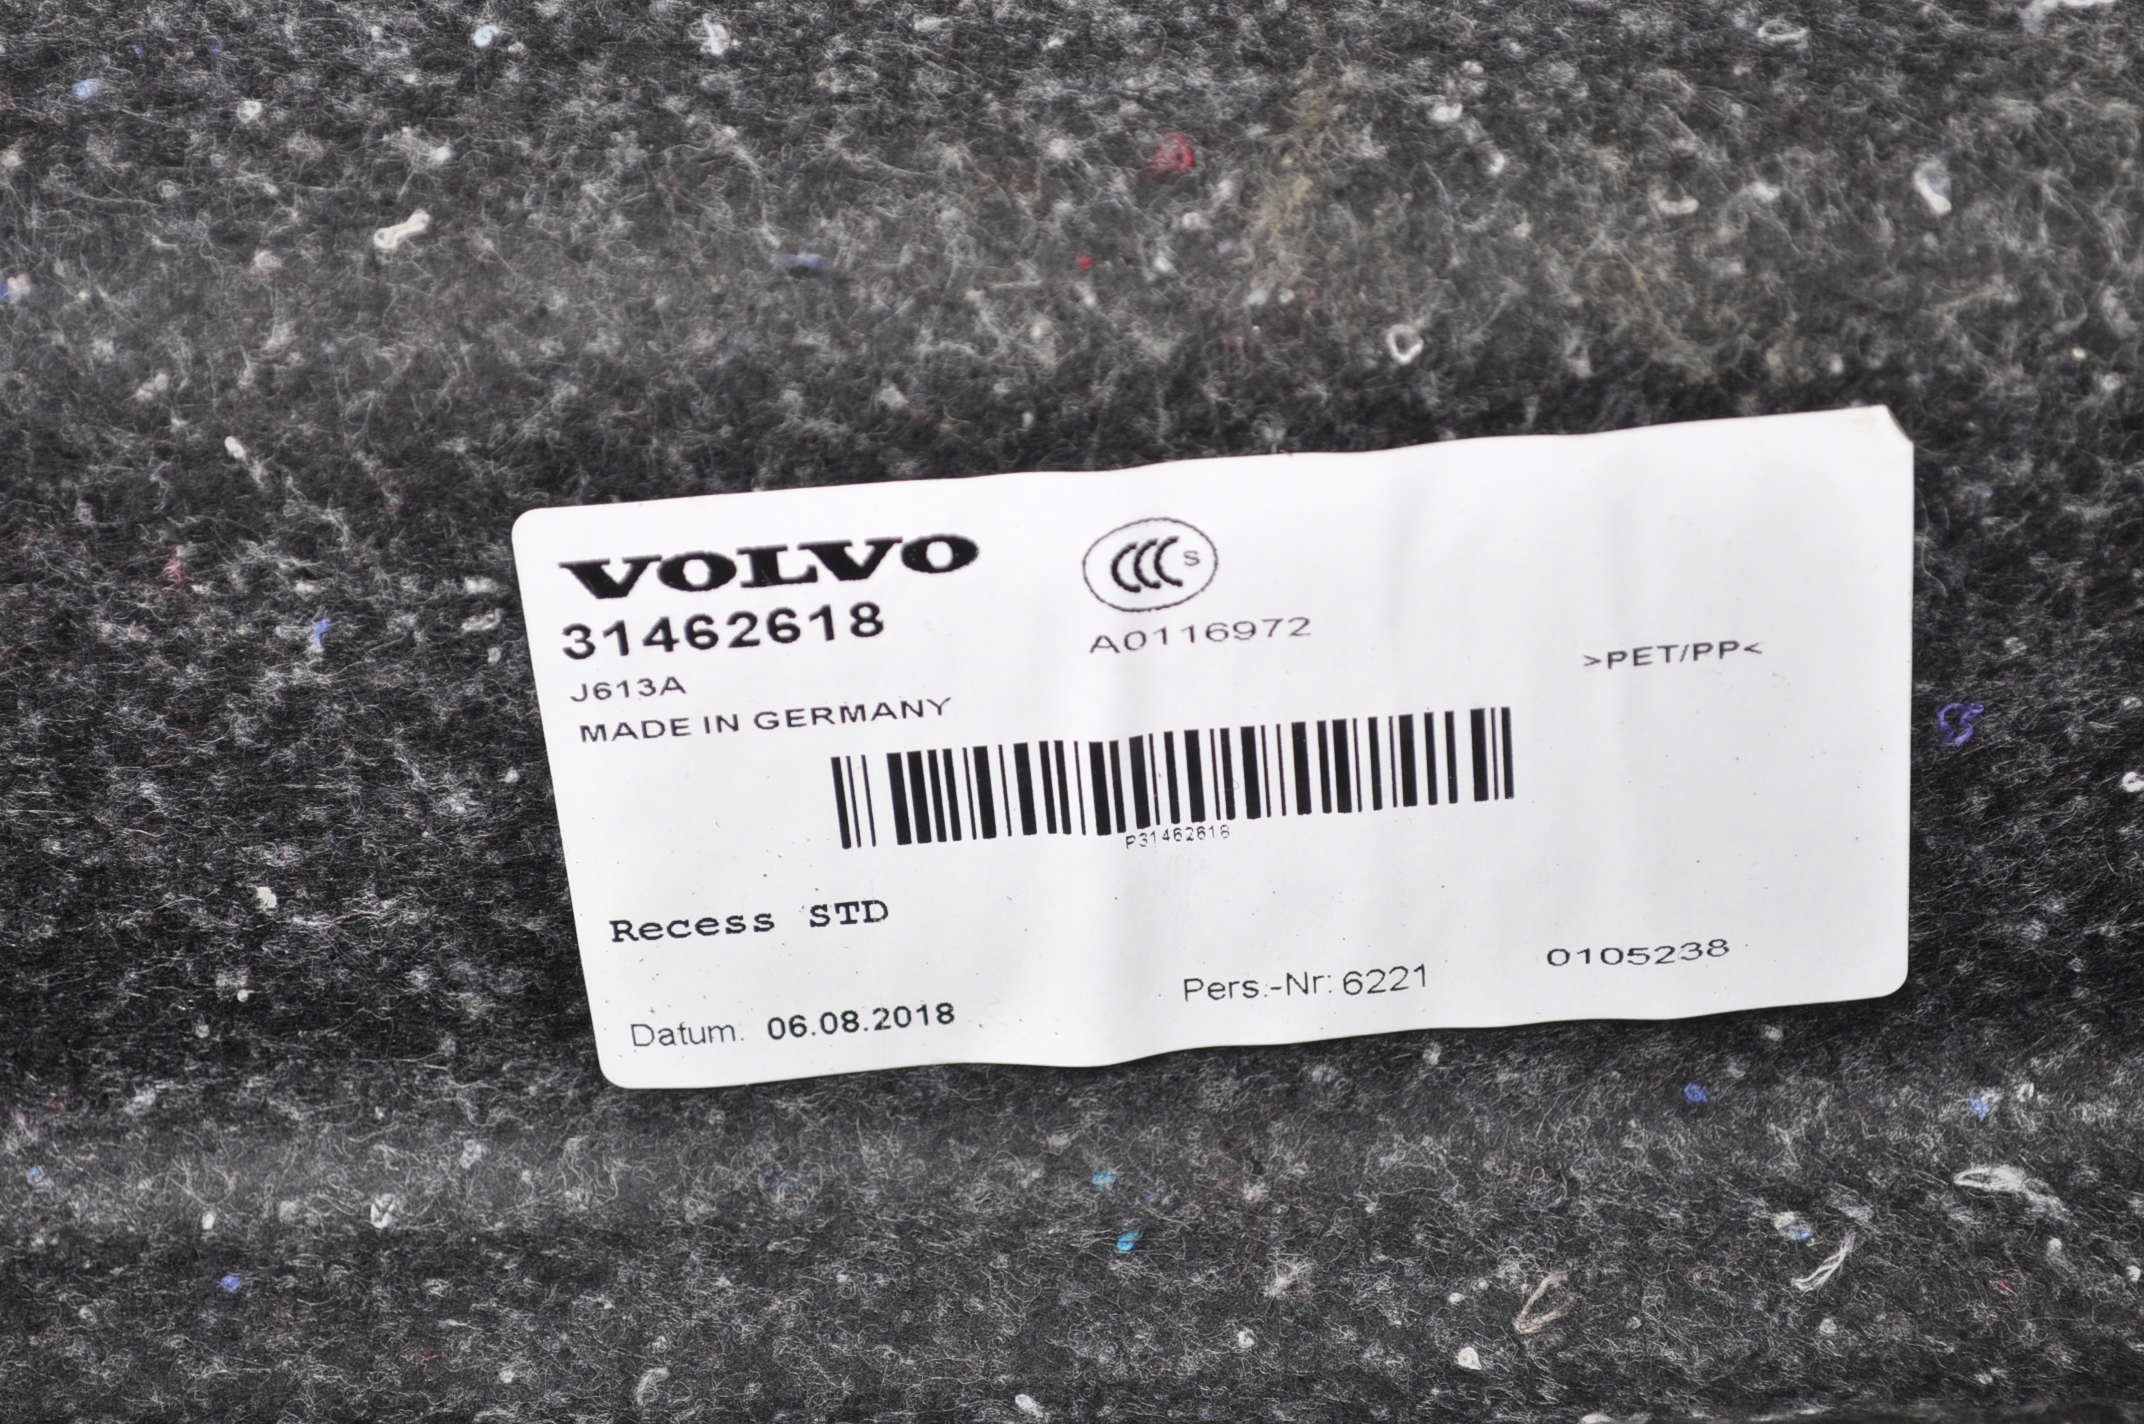 VOLVO
CCC S
31462618
A0116972
J613A
>PET/PP<
MADE IN GERMANY
P31462618
Recess STD
0105238
Pers.-Nr: 6221
Datum. 06.08.2018